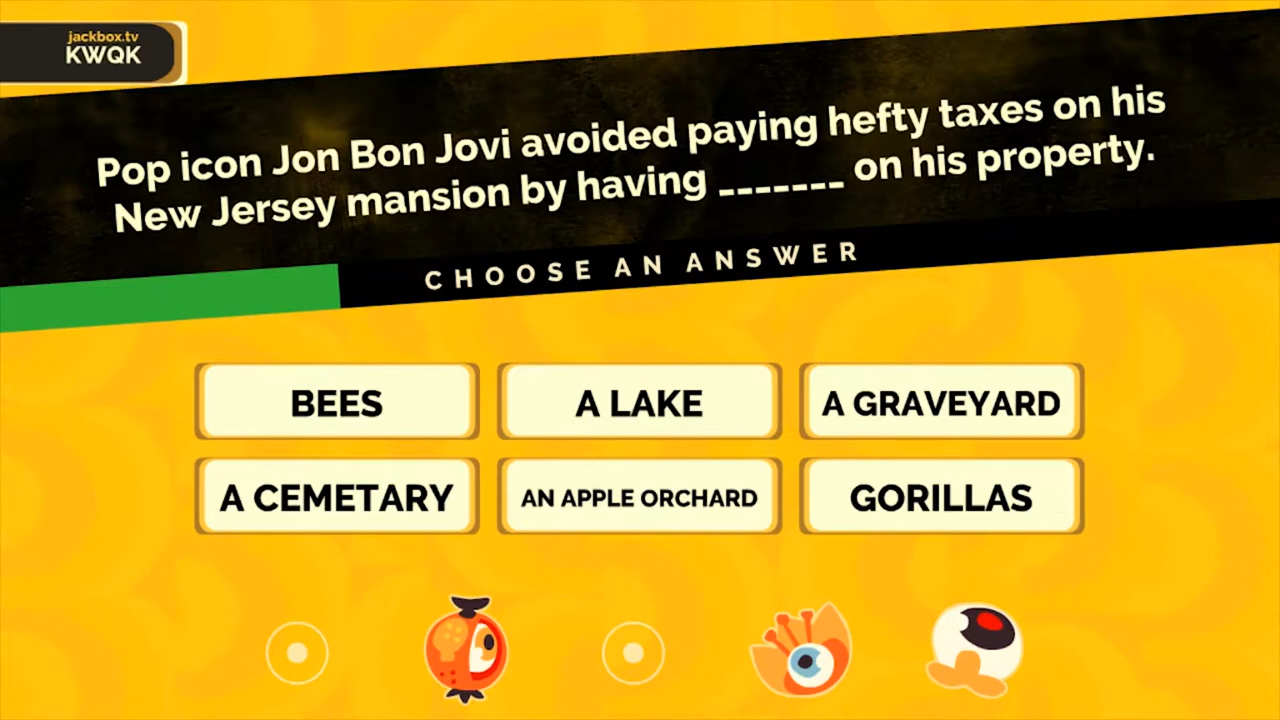 jackbox.tv
KWQK
Pop icon Jon Bon Jovi avoided paying hefty taxes on his
New Jersey mansion by having _______ on his property.
CHOOSE AN ANSWER
BEES
A LAKE
A GRAVEYARD
A CEMETARY
AN APPLE ORCHARD
GORILLAS